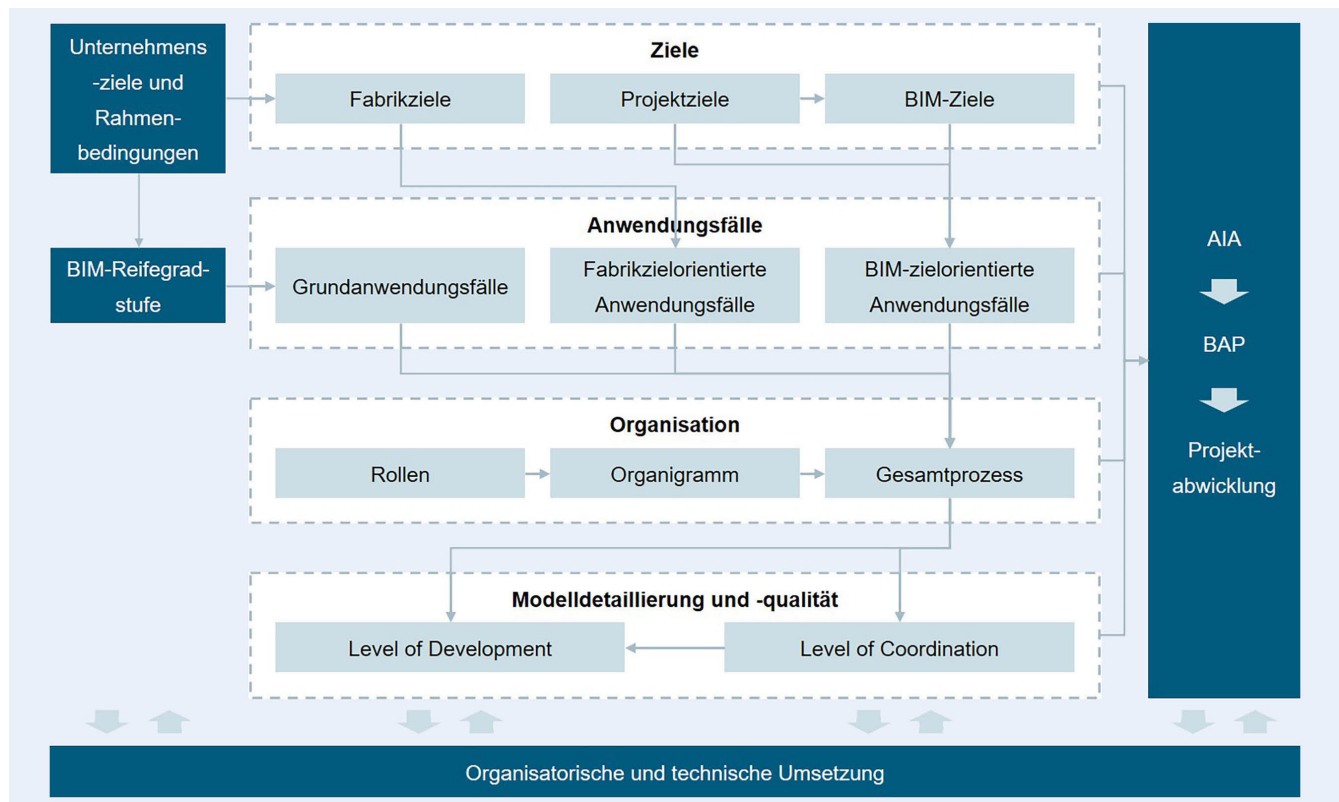 Unternehmens
-ziele und
Rahmen-
bedingungen
Ziele
Fabrikziele
Projektziele
BIM-Ziele
BIM-Reifegrad-
stufe
Anwendungsfälle
Grundanwendungsfälle
Fabrikzielorientierte
Anwendungsfälle
BIM-zielorientierte
Anwendungsfälle
Organisation
Rollen
Organigramm
Gesamtprozess
Modelldetaillierung und -qualität
Level of Development
Level of Coordination
AIA
BAP
Projekt-
abwicklung
Organisatorische und technische Umsetzung